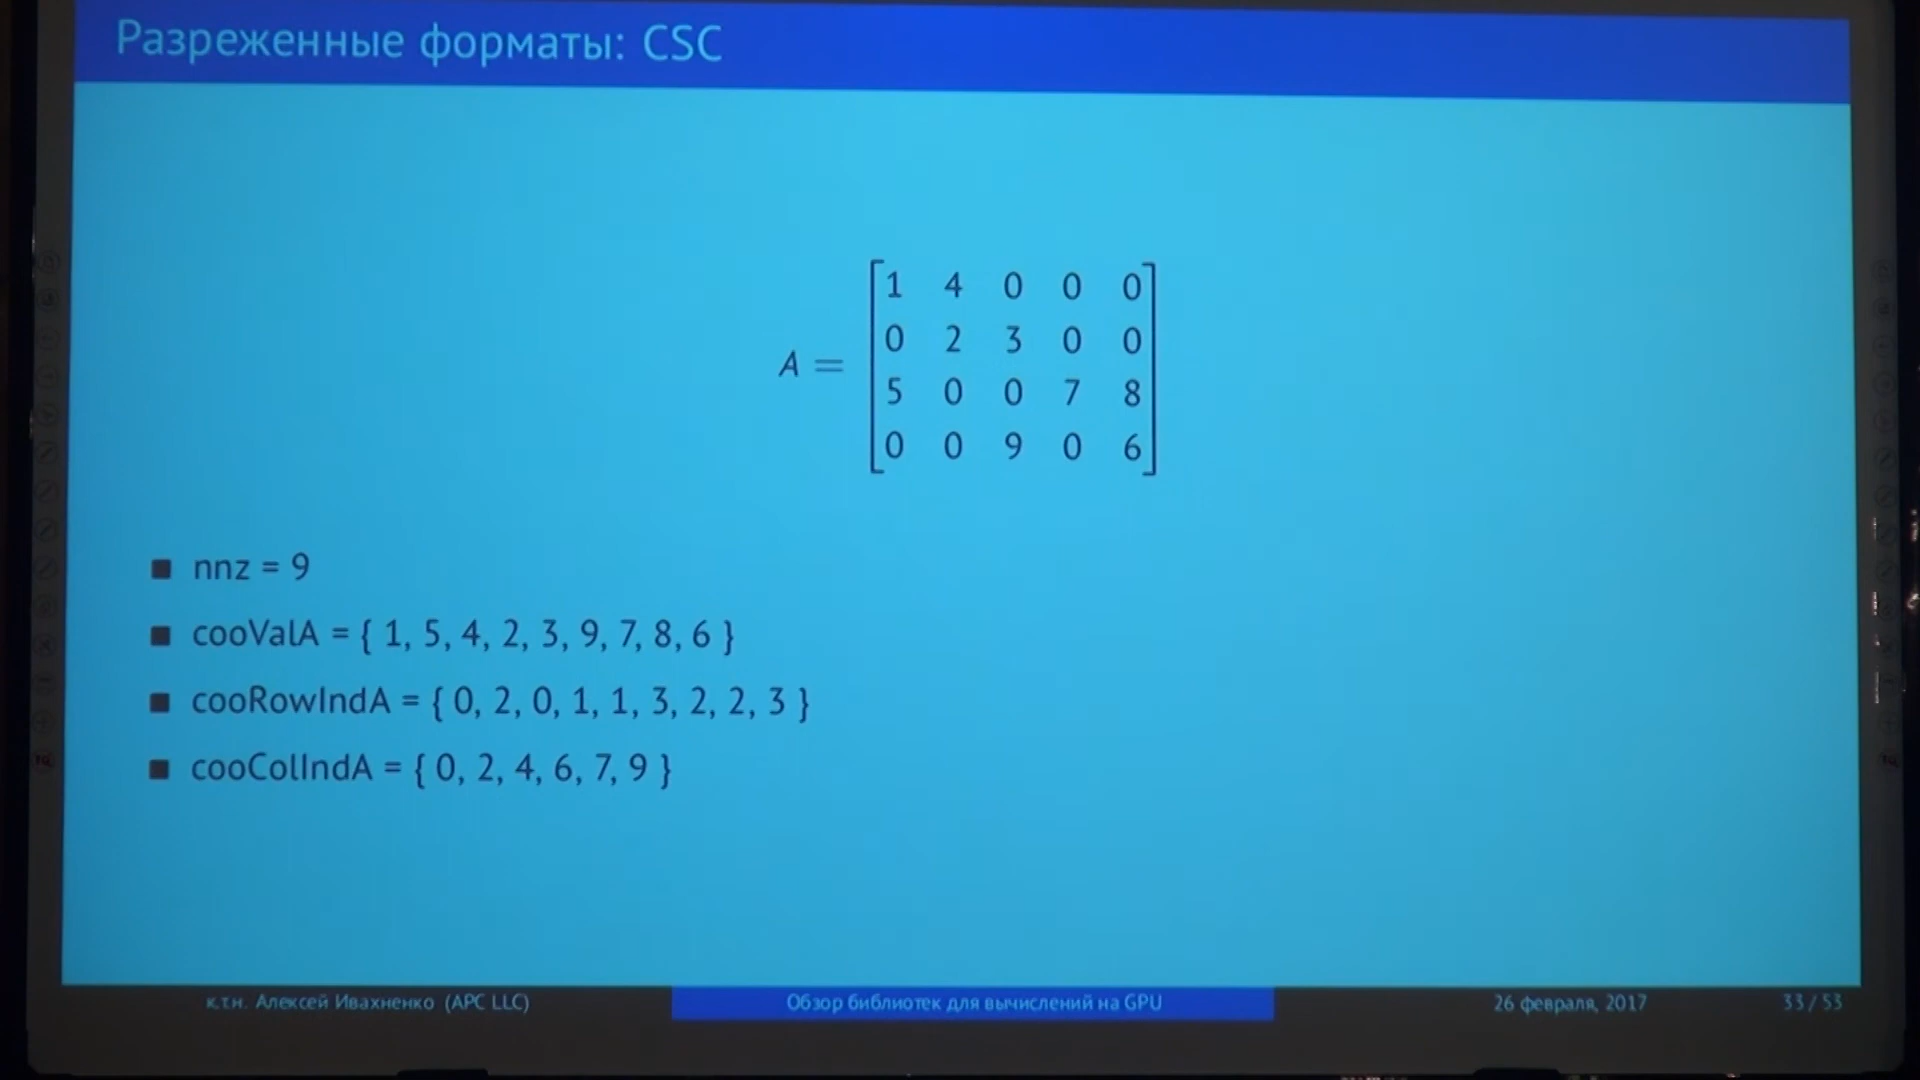 Разреженные форматы: CSC
A =
1 4 0 0 0
0 2 3 0 0
5 0 0 7 8
0 0 9 0 6
nnz = 9
cooValA = { 1, 5, 4, 2, 3, 9, 7, 8, 6 }
cooRowIndA = { 0, 2, 0, 1, 1, 3, 2, 2, 3 }
cooColIndA = { 0, 2, 4, 6, 7, 9 }
к.т.н. Алексей Ивахненко (APC LLC) Обзор библиотек для вычислений на GPU 26 февраля, 2017 33 / 53